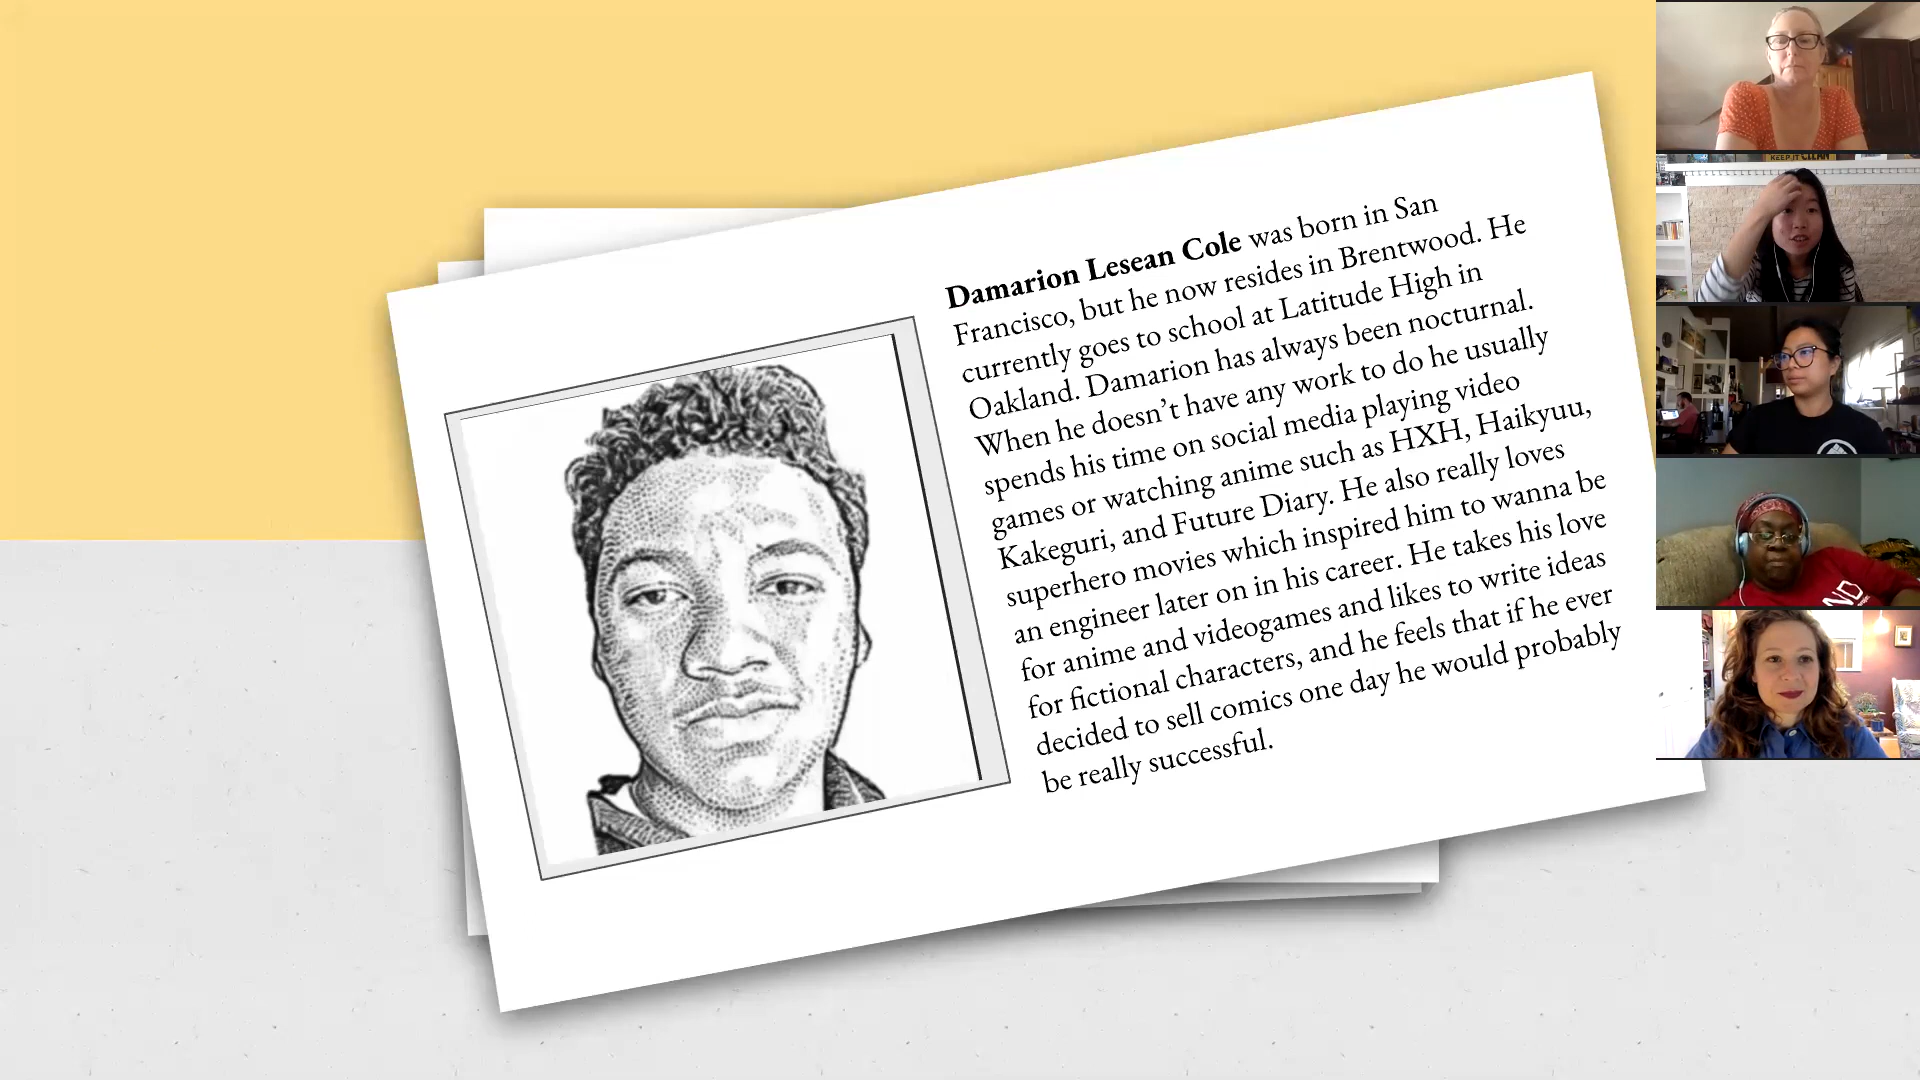 Damarion Lesean Cole was born in San
Francisco, but he now resides in Brentwood. He
currently goes to school at Latitude High in
Oakland. Damarion has always been nocturnal.
When he doesn't have any work to do he usually
spends his time on social media playing video
games or watching anime such as HXH, Haikyuu,
Kakeguri, and Future Diary. He also really loves
superhero movies which inspired him to wanna be
an engineer later on in his career. He takes his love
for anime and videogames and likes to write ideas
for fictional characters, and he feels that if he ever
decided to sell comics one day he would probably
be really successful.
KEEP IT CLEAN
ND